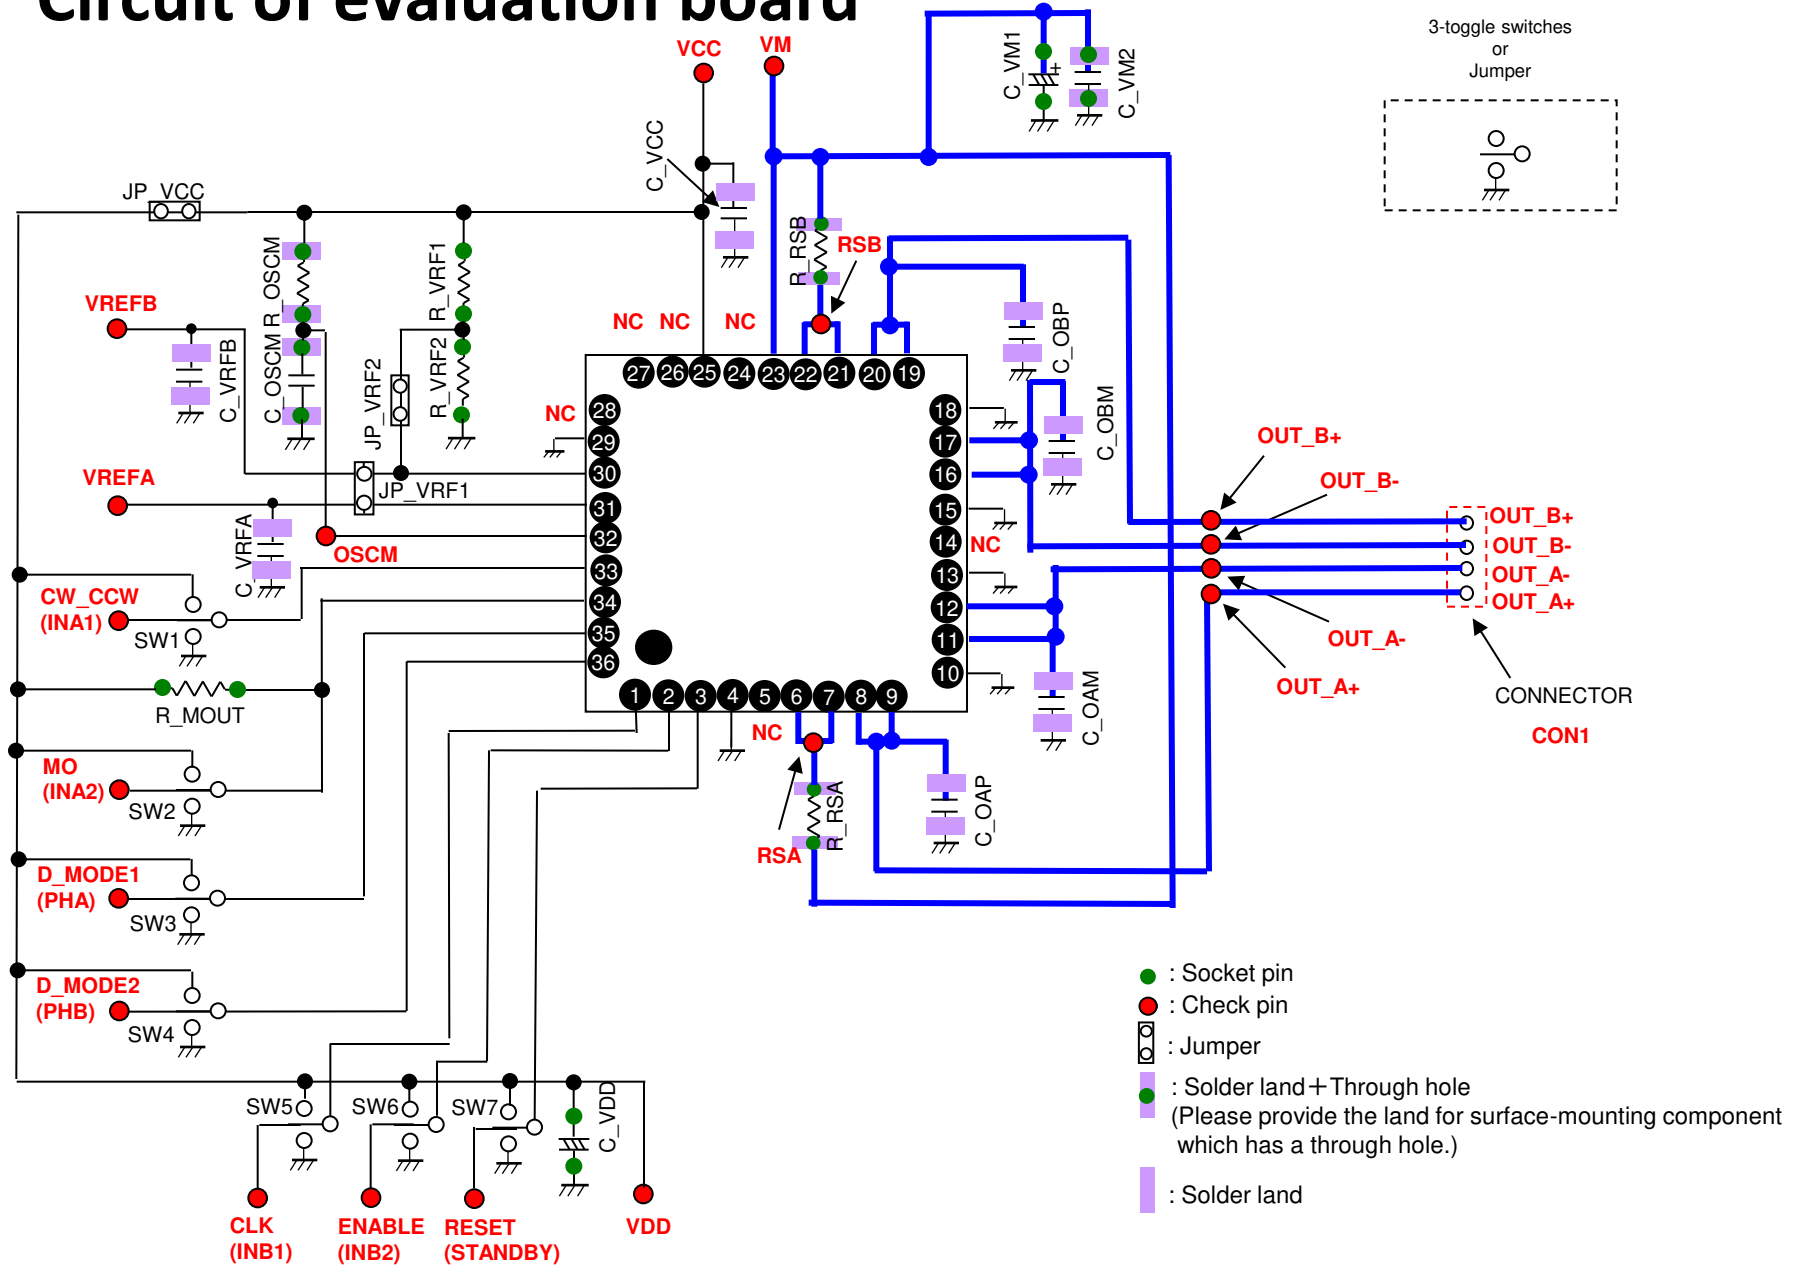 Circuit of evaluation board
VCC
VM
C_VM1
+
C_VM2
3-toggle switches
or
Jumper
C_VCC
JP_VCC
R_OSCM
R_VRF1
R_RSB
RSB
VREFB
NC
NC
NC
C_OBP
C_VRFB
C_OSCM
JP_VRF2
R_VRF2
27
26
25
24
23
22
21
20
19
NC
28
29
30
31
32
33
34
35
36
18
17
16
15
14
13
12
11
10
NC
C_OBM
OUT_B+
OUT_B-
VREFA
JP_VRF1
C_VRFA
OSCM
OUT_B+
OUT_B-
OUT_A-
OUT_A+
CW_CCW
(INA1)
SW1
OUT_A-
OUT_A+
CONNECTOR
CON1
R_MOUT
1
2
3
4
5
6
7
8
9
NC
C_OAM
MO
(INA2)
SW2
R_RSA
C_OAP
RSA
D_MODE1
(PHA)
SW3
D_MODE2
(PHB)
SW4
: Socket pin
: Check pin
: Jumper
: Solder land+Through hole
(Please provide the land for surface-mounting component
which has a through hole.)
: Solder land
SW5
SW6
SW7
C_VDD
CLK
(INB1)
ENABLE
(INB2)
RESET
(STANDBY)
VDD